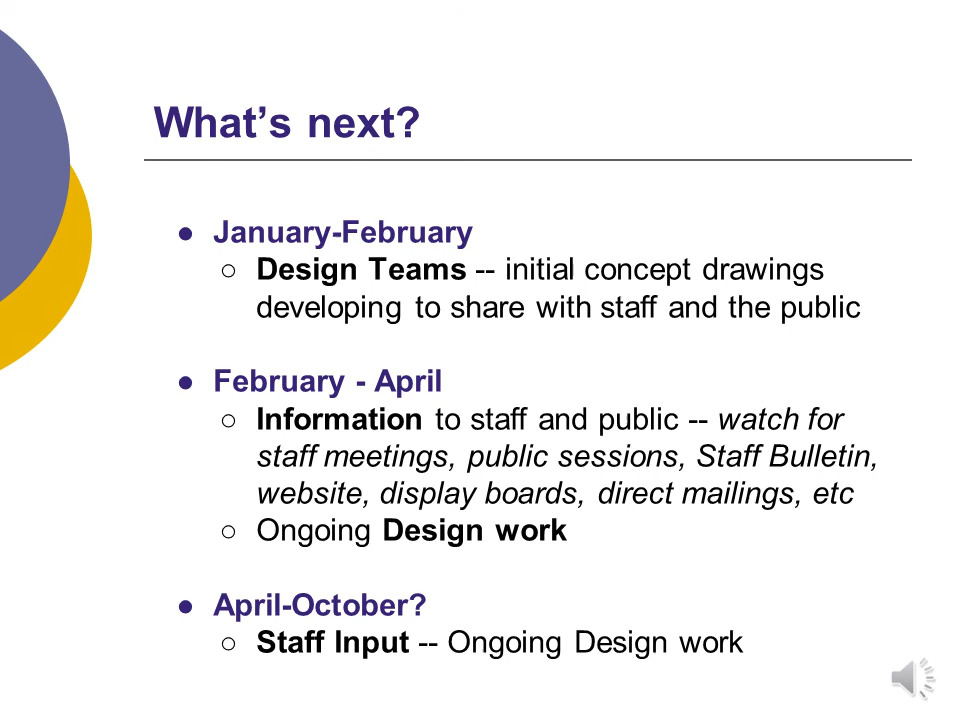 What’s next?
● January-February
○ Design Teams -- initial concept drawings
developing to share with staff and the public
● February - April
○ Information to staff and public -- watch for
staff meetings, public sessions, Staff Bulletin,
website, display boards, direct mailings, etc
○ Ongoing Design work
● April-October?
○ Staff Input -- Ongoing Design work